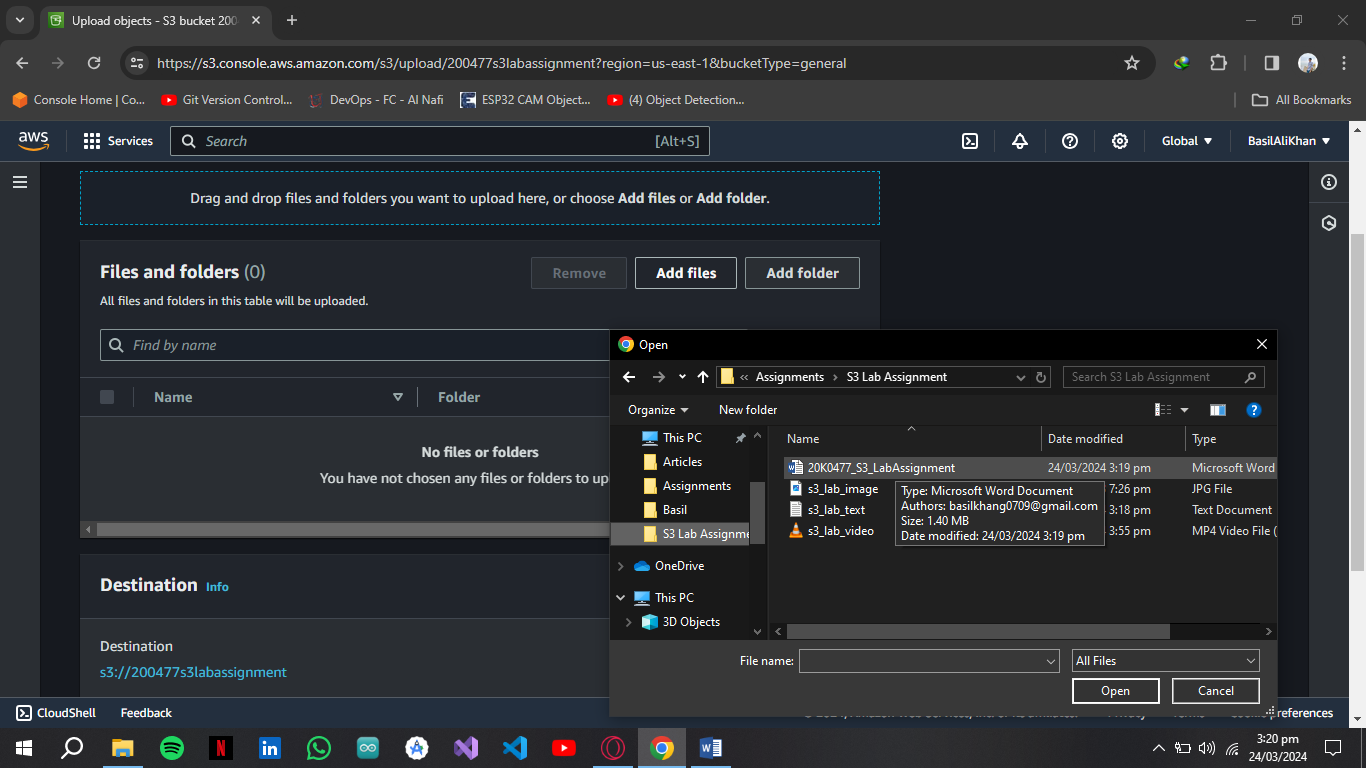 Upload objects - S3 bucket 200
https://s3.console.aws.amazon.com/s3/upload/200477s3labassignment?region=us-east-1&bucketType=general
Console Home | Co...
Git Version Control...
DevOps - FC - Al Nafi
ESP32 CAM Object...
(4) Object Detection...
All Bookmarks
aws
Services
Search
[Alt+S]
Global
BasilAliKhan
Drag and drop files and folders you want to upload here, or choose Add files or Add folder.
Files and folders (0)
Remove
Add files
Add folder
All files and folders in this table will be uploaded.
Find by name
Name
Folder
No files or folders
You have not chosen any files or folders to up
Destination Info
Destination
s3://200477s3labassignment
Open
« Assignments › S3 Lab Assignment
Search S3 Lab Assignment
Organize
New folder
This PC
Articles
Assignments
Basil
S3 Lab Assignme
OneDrive
This PC
3D Objects
Name
Date modified
Type
20K0477_S3_LabAssignment
24/03/2024 3:19 pm
Microsoft Word
s3_lab_image
7:26 pm
JPG File
s3_lab_text
3:18 pm
Text Document
s3_lab_video
3:55 pm
MP4 Video File (
Type: Microsoft Word Document
Authors: basilkhang0709@gmail.com
Size: 1.40 MB
Date modified: 24/03/2024 3:19 pm
File name:
All Files
Open
Cancel
CloudShell
Feedback
preferences
3:20 pm
24/03/2024